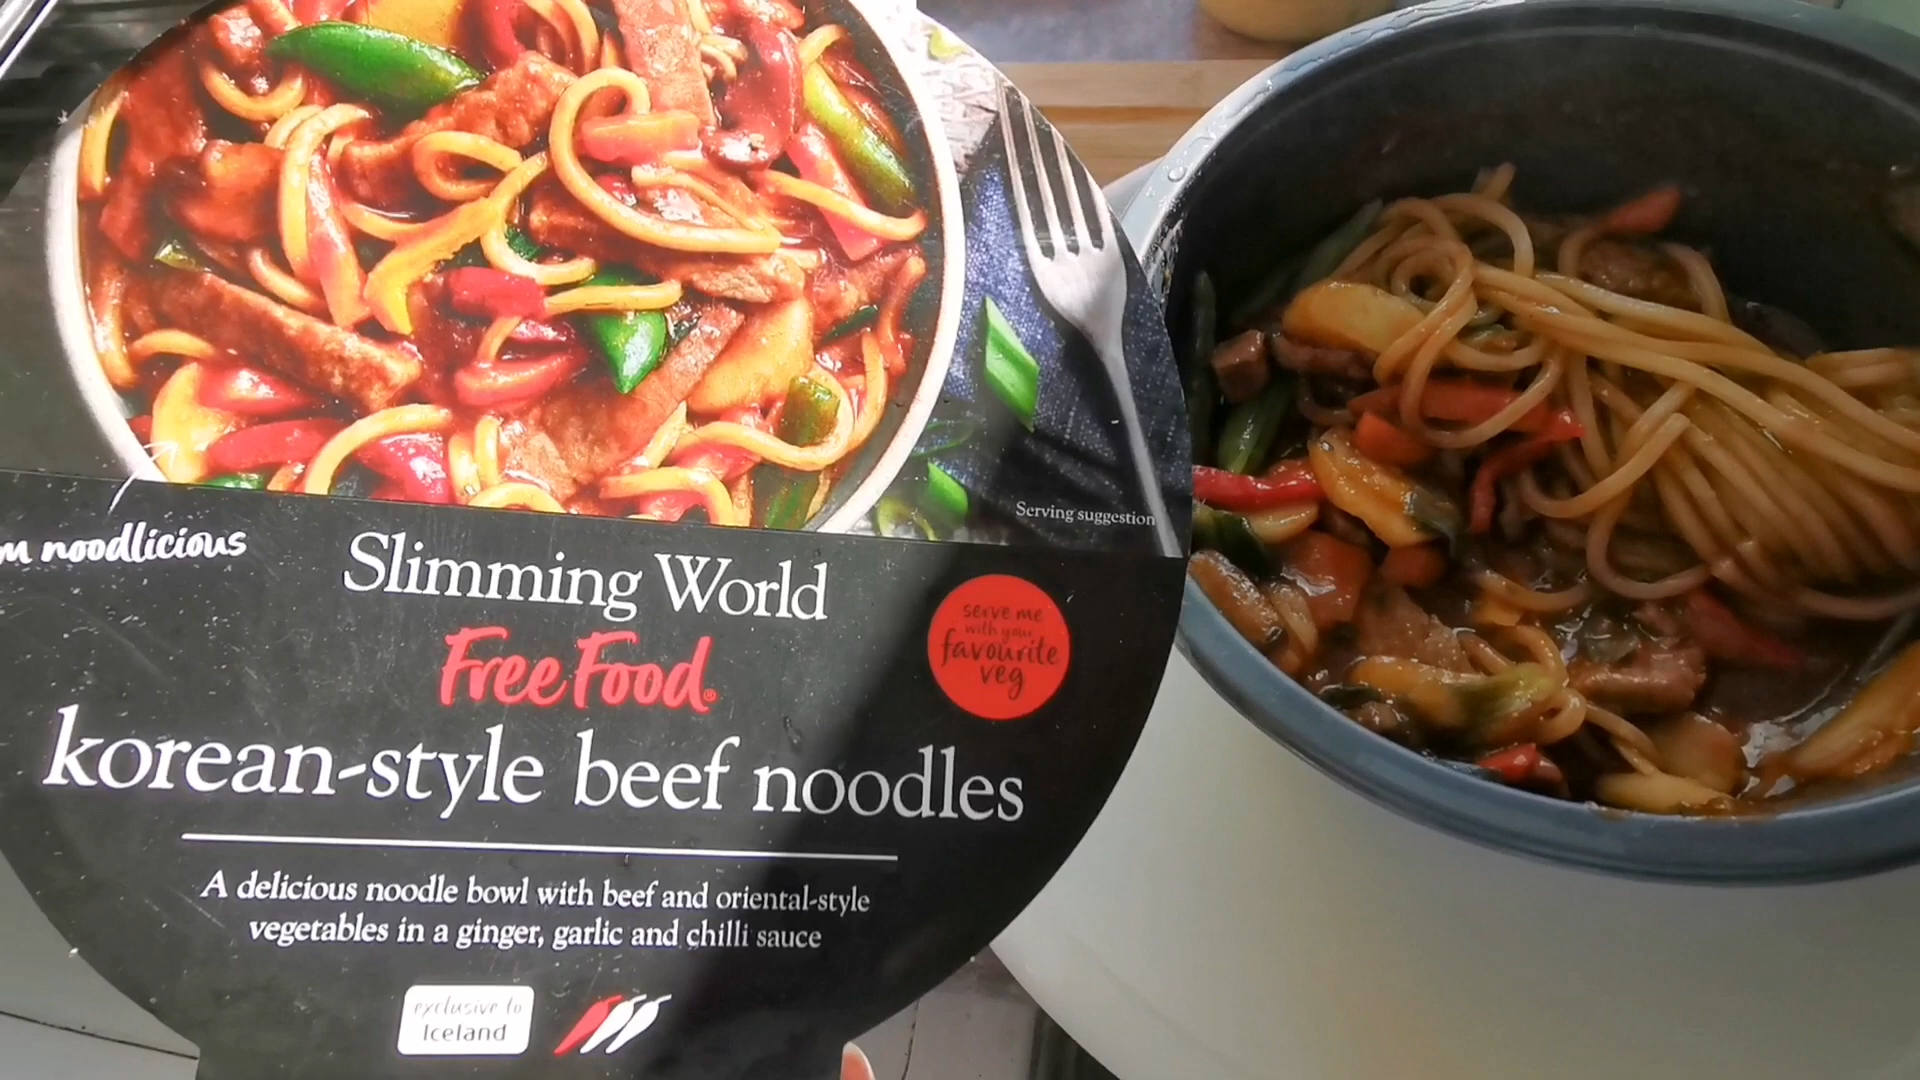 Serving suggestion
m noodlicious
Slimming World
Free Food®
serve me
with your
favourite
veg
korean-style beef noodles
A delicious noodle bowl with beef and oriental-style
vegetables in a ginger, garlic and chilli sauce
exclusive to
Iceland